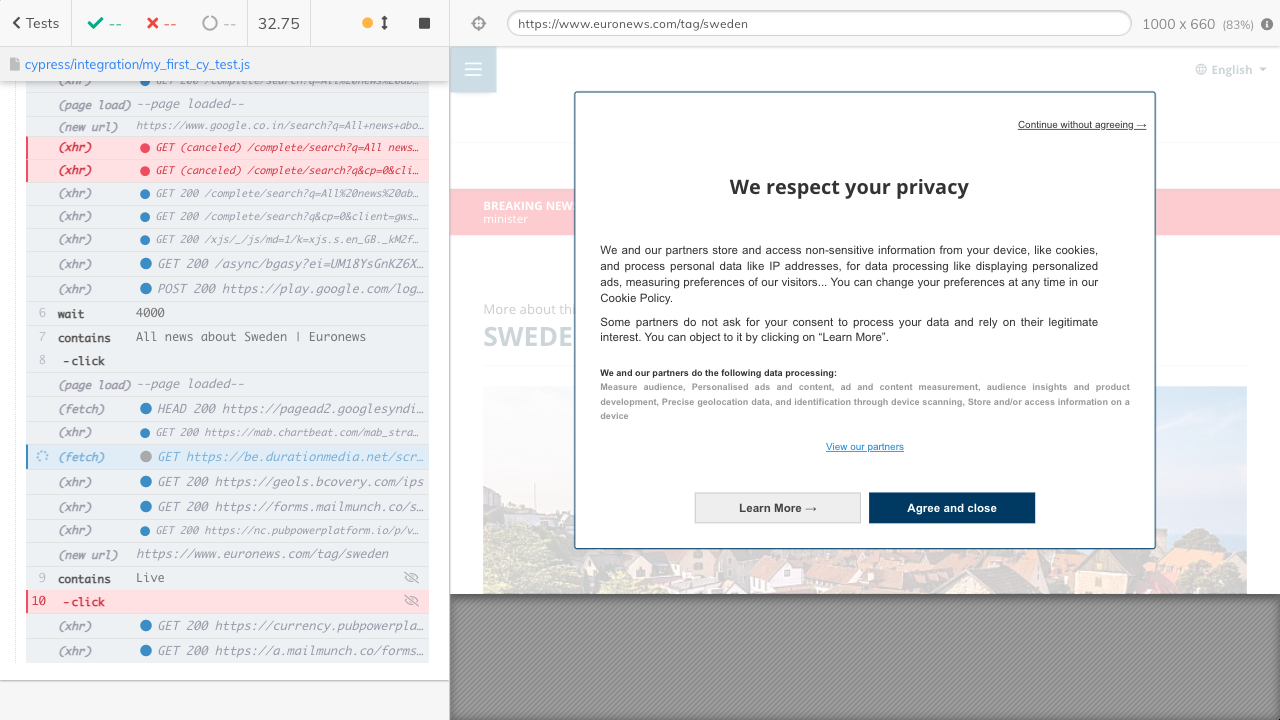 Tests
--
--
--
32.75
https://www.euronews.com/tag/sweden
1000 x 660 (83%)
cypress/integration/my_first_cy_test.js
(page load) --page loaded--
(new url) https://www.google.co.in/search?q=All+news+abo…
(xhr) GET (canceled) /complete/search?q=All news…
(xhr) GET (canceled) /complete/search?q&cp=0&cli…
(xhr) GET 200 /complete/search?q=All%20news%20ab…
(xhr) GET 200 /complete/search?q&cp=0&client=gws…
(xhr) GET 200 /xjs/_/js/md=1/k=xjs.s.en_GB._kM2f…
(xhr) GET 200 /async/bgasy?ei=UM18YsGnKZ6X…
(xhr) POST 200 https://play.google.com/log…
6 wait 4000
7 contains All news about Sweden | Euronews
8 -click
(page load) --page loaded--
(fetch) HEAD 200 https://pagead2.googlesyndi…
(xhr) GET 200 https://mab.chartbeat.com/mab_stra…
(fetch) GET https://be.durationmedia.net/scr…
(xhr) GET 200 https://geols.bcovery.com/ips
(xhr) GET 200 https://forms.mailmunch.co/s…
(xhr) GET 200 https://nc.pubpowerplatform.io/p/v…
(new url) https://www.euronews.com/tag/sweden
9 contains Live
10 -click
(xhr) GET 200 https://currency.pubpowerpla…
(xhr) GET 200 https://a.mailmunch.co/forms…
English
BREAKING NEW
minister
More about thi
SWEDE
Continue without agreeing →
We respect your privacy
We and our partners store and access non-sensitive information from your device, like cookies,
and process personal data like IP addresses, for data processing like displaying personalized
ads, measuring preferences of our visitors... You can change your preferences at any time in our
Cookie Policy.
Some partners do not ask for your consent to process your data and rely on their legitimate
interest. You can object to it by clicking on “Learn More”.
We and our partners do the following data processing:
Measure audience, Personalised ads and content, ad and content measurement, audience insights and product
development, Precise geolocation data, and identification through device scanning, Store and/or access information on a
device
View our partners
Learn More →
Agree and close